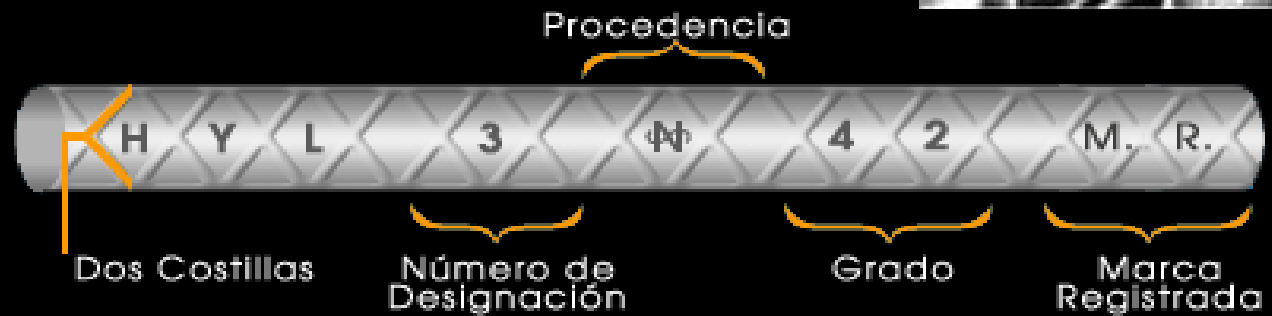 Procedencia
H Y L 3 N 4 2 M. R.
Dos Costillas
Número de
Designación
Grado
Marca
Registrada